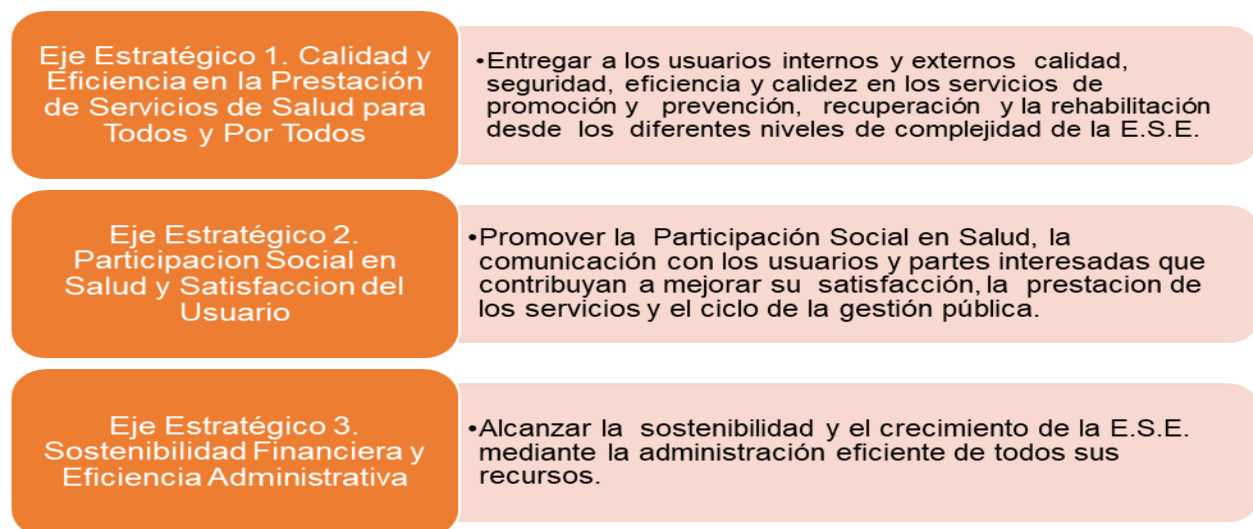 Eje Estratégico 1. Calidad y
Eficiencia en la Prestación
de Servicios de Salud para
Todos y Por Todos
•Entregar a los usuarios internos y externos calidad,
seguridad, eficiencia y calidez en los servicios de
promoción y prevención, recuperación y la rehabilitación
desde los diferentes niveles de complejidad de la E.S.E.
Eje Estratégico 2.
Participacion Social en
Salud y Satisfaccion del
Usuario
•Promover la Participación Social en Salud, la
comunicación con los usuarios y partes interesadas que
contribuyan a mejorar su satisfacción, la prestacion de
los servicios y el ciclo de la gestión pública.
Eje Estratégico 3.
Sostenibilidad Financiera y
Eficiencia Administrativa
•Alcanzar la sostenibilidad y el crecimiento de la E.S.E.
mediante la administración eficiente de todos sus
recursos.